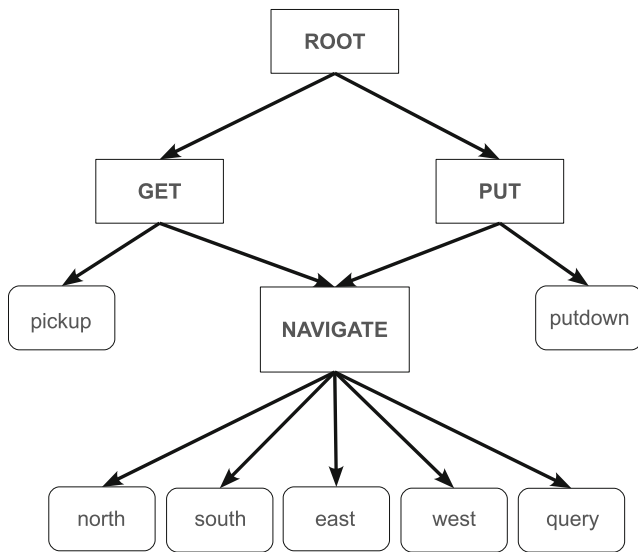 ROOT
GET
PUT
pickup
NAVIGATE
putdown
north
south
east
west
query